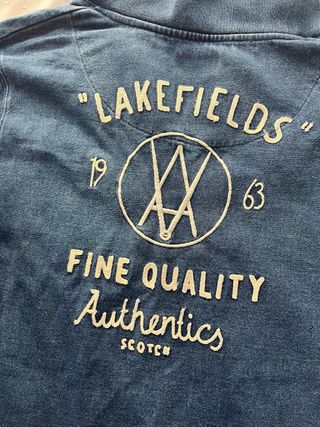 "LAKEFIELDS"
19 63
FINE QUALITY
Authentics
SCOTCH